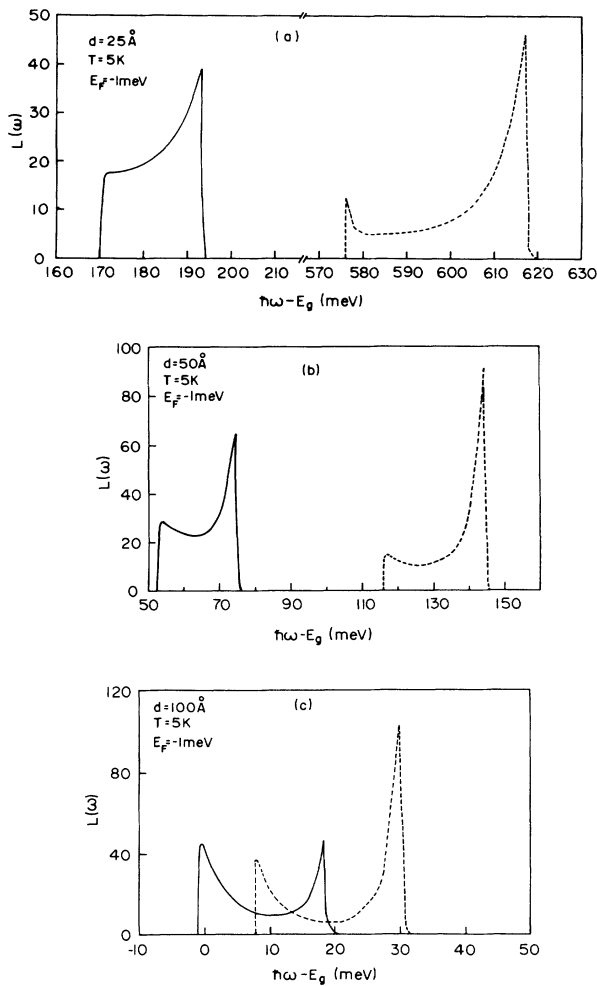 50
40
30
20
10
0
L(ω)
d=25Å
T=5K
E_F=-1meV
(a)
160 170 180 190 200 210 570 580 590 600 610 620 630
ħω-E_g (meV)
100
80
60
40
20
0
L(ω)
d=50Å
T=5K
E_F=-1meV
(b)
50 70 90 110 130 150
ħω-E_g (meV)
120
80
40
0
L(ω)
d=100Å
T=5K
E_F=-1meV
(c)
-10 0 10 20 30 40 50
ħω-E_g (meV)